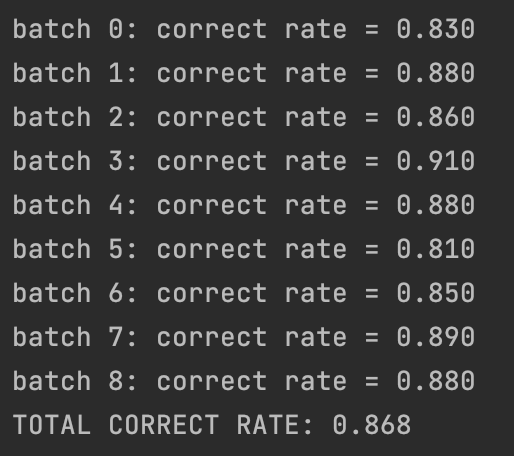 batch 0: correct rate = 0.830
batch 1: correct rate = 0.880
batch 2: correct rate = 0.860
batch 3: correct rate = 0.910
batch 4: correct rate = 0.880
batch 5: correct rate = 0.810
batch 6: correct rate = 0.850
batch 7: correct rate = 0.890
batch 8: correct rate = 0.880
TOTAL CORRECT RATE: 0.868